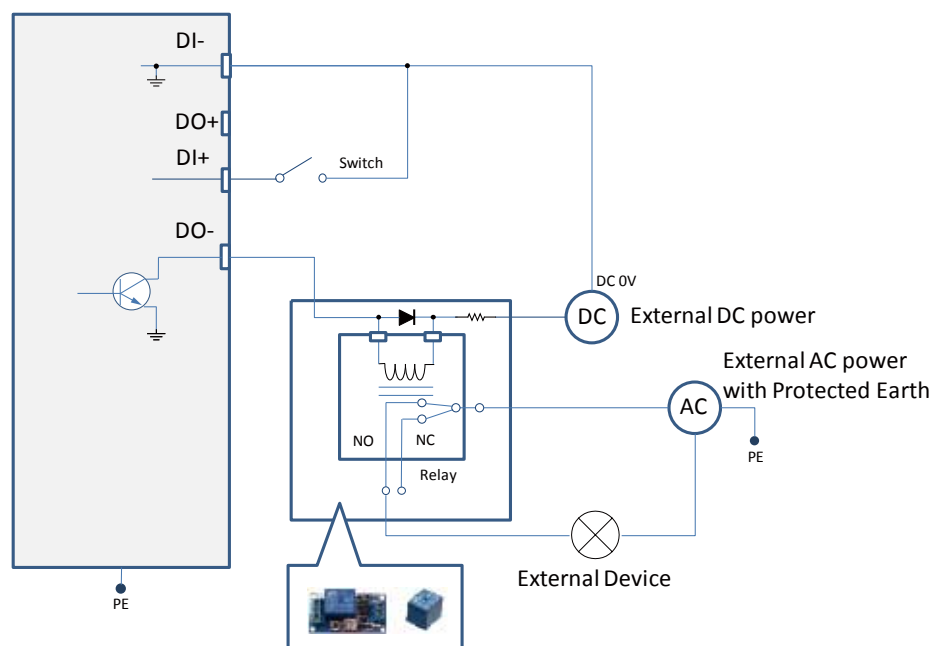 DI-
DO+
DI+
Switch
DO-
DC 0V
DC
External DC power
External AC power
with Protected Earth
AC
PE
NO
NC
Relay
External Device
PE